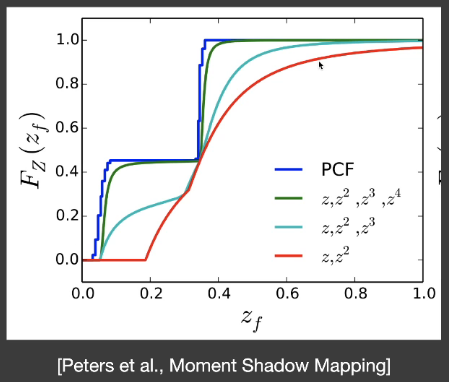 1.0
0.8
0.6
0.4
0.2
0.0
F_Z(z_f)
PCF
z,z² ,z³ ,z⁴
z,z² ,z³
z,z²
0.0 0.2 0.4 0.6 0.8 1.0
z_f
[Peters et al., Moment Shadow Mapping]